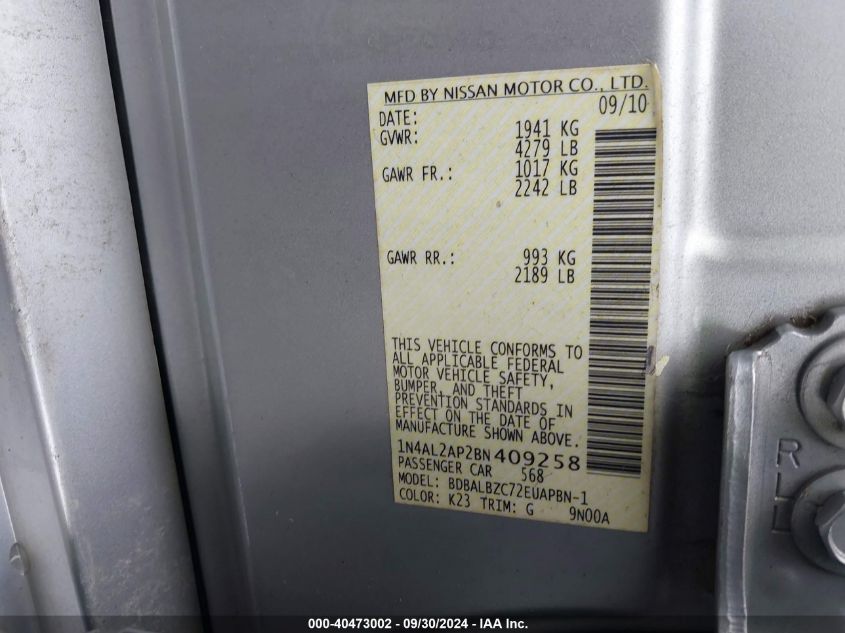 MFD BY NISSAN MOTOR CO., LTD.
DATE: 09/10
GVWR: 1941 KG
4279 LB
GAWR FR.: 1017 KG
2242 LB
GAWR RR.: 993 KG
2189 LB
THIS VEHICLE CONFORMS TO
ALL APPLICABLE FEDERAL
MOTOR VEHICLE SAFETY,
BUMPER, AND THEFT
PREVENTION STANDARDS IN
EFFECT ON THE DATE OF
MANUFACTURE SHOWN ABOVE.
1N4AL2AP2BN409258
PASSENGER CAR 568
MODEL: BDBALBZC72EUAPBN-1
COLOR: K23 TRIM: G 9N00A
R
L
000-40473002 - 09/30/2024 - IAA Inc.